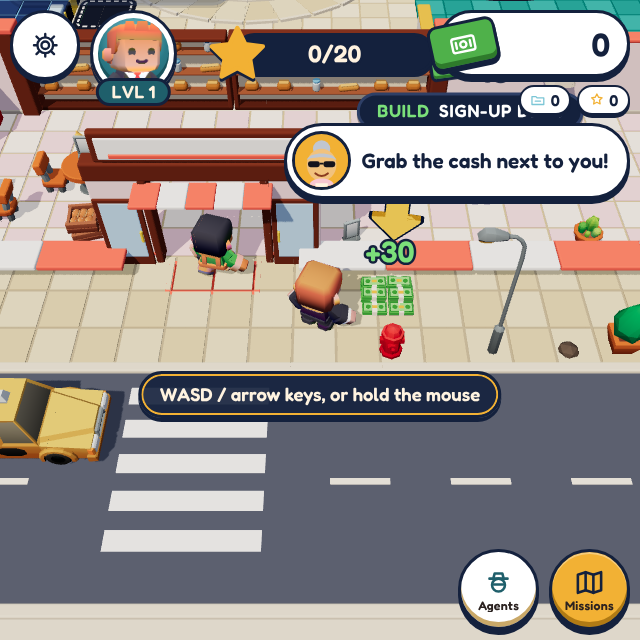 0/20
0
LVL 1
BUILD SIGN-UP
0
0
Grab the cash next to you!
+30
WASD / arrow keys, or hold the mouse
Agents
Missions